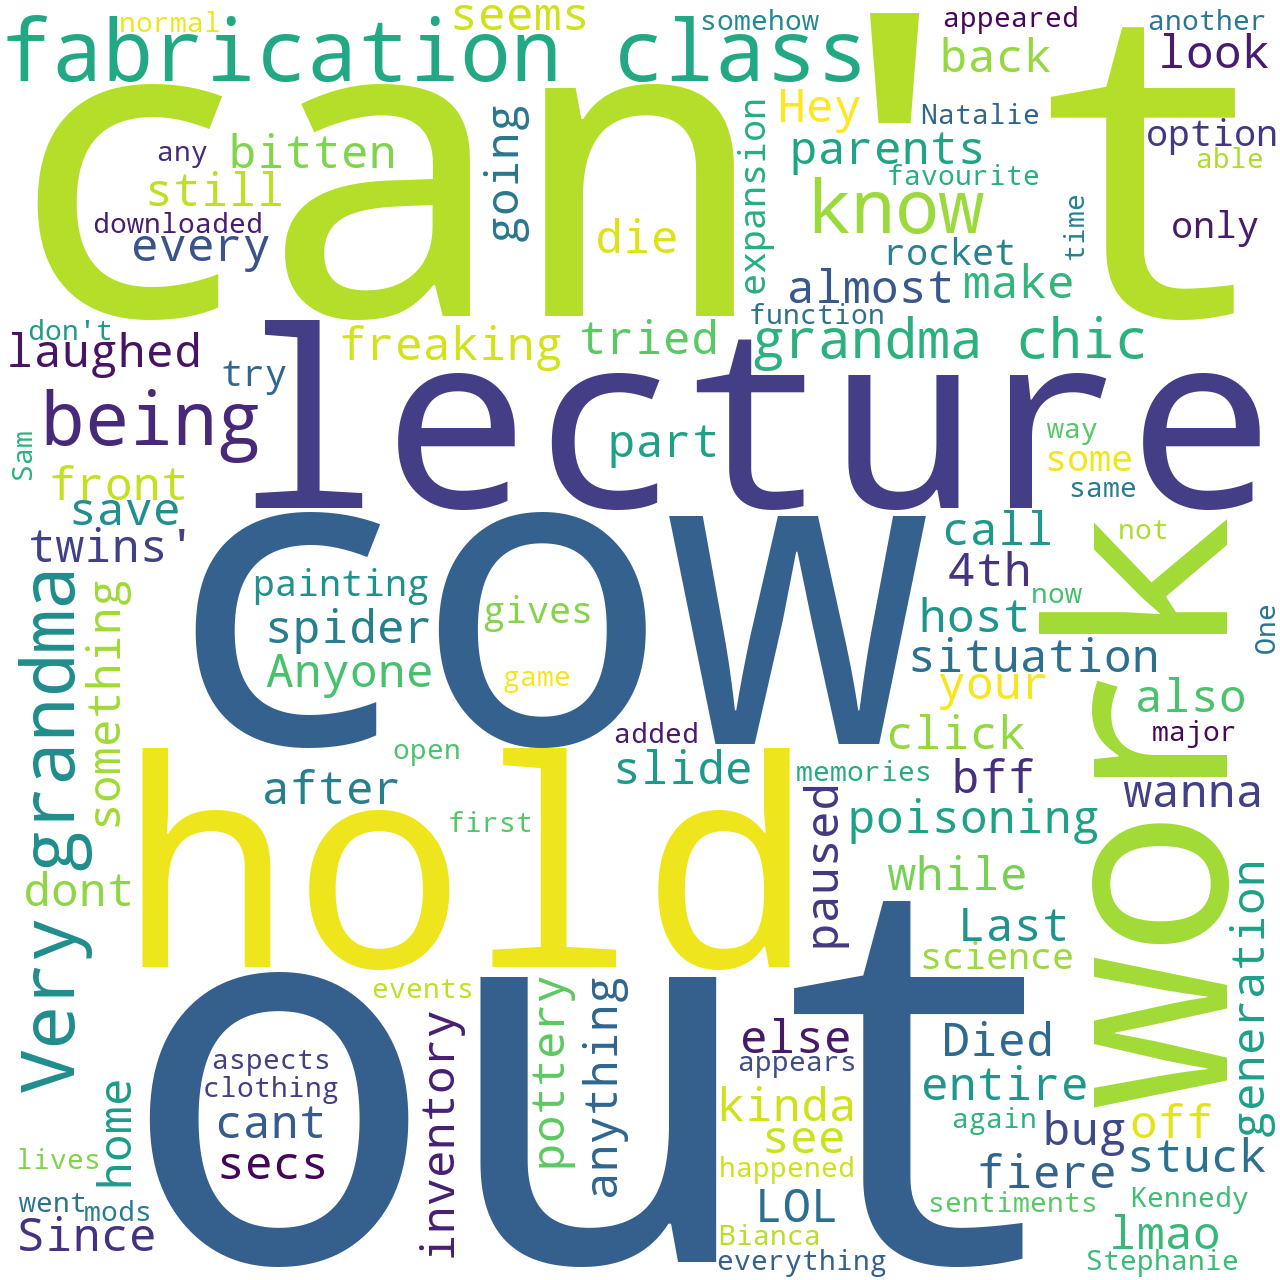 normal
seems
somehow
appeared
another
fabrication class
back
look
can't
going
Hey
Natalie
option
any
bitten
expansion
parents
able
still
favourite
downloaded
know
only
every
die
rocket
time
almost
make
function
don't
laughed
freaking
tried
grandma chic
try
lecture
being
part
way
Sam
some
front
same
save
call
not
twins'
cow
work
4th
painting
now
gives
host
One
spider
situation
Anyone
game
your
also
Very grandma
something
added
click
major
open
slide
memories
bff
after
hold
paused
wanna
first
poisoning
dont
while
generation
Last
science
events
out
inventory
pottery
anything
else
Died
aspects
appears
clothing
entire
home
cant
kinda
again
bug
off
see
secs
lives
happened
fiere
stuck
went
mods
LOL
sentiments
Kennedy
Since
Bianca
lmao
everything
Stephanie